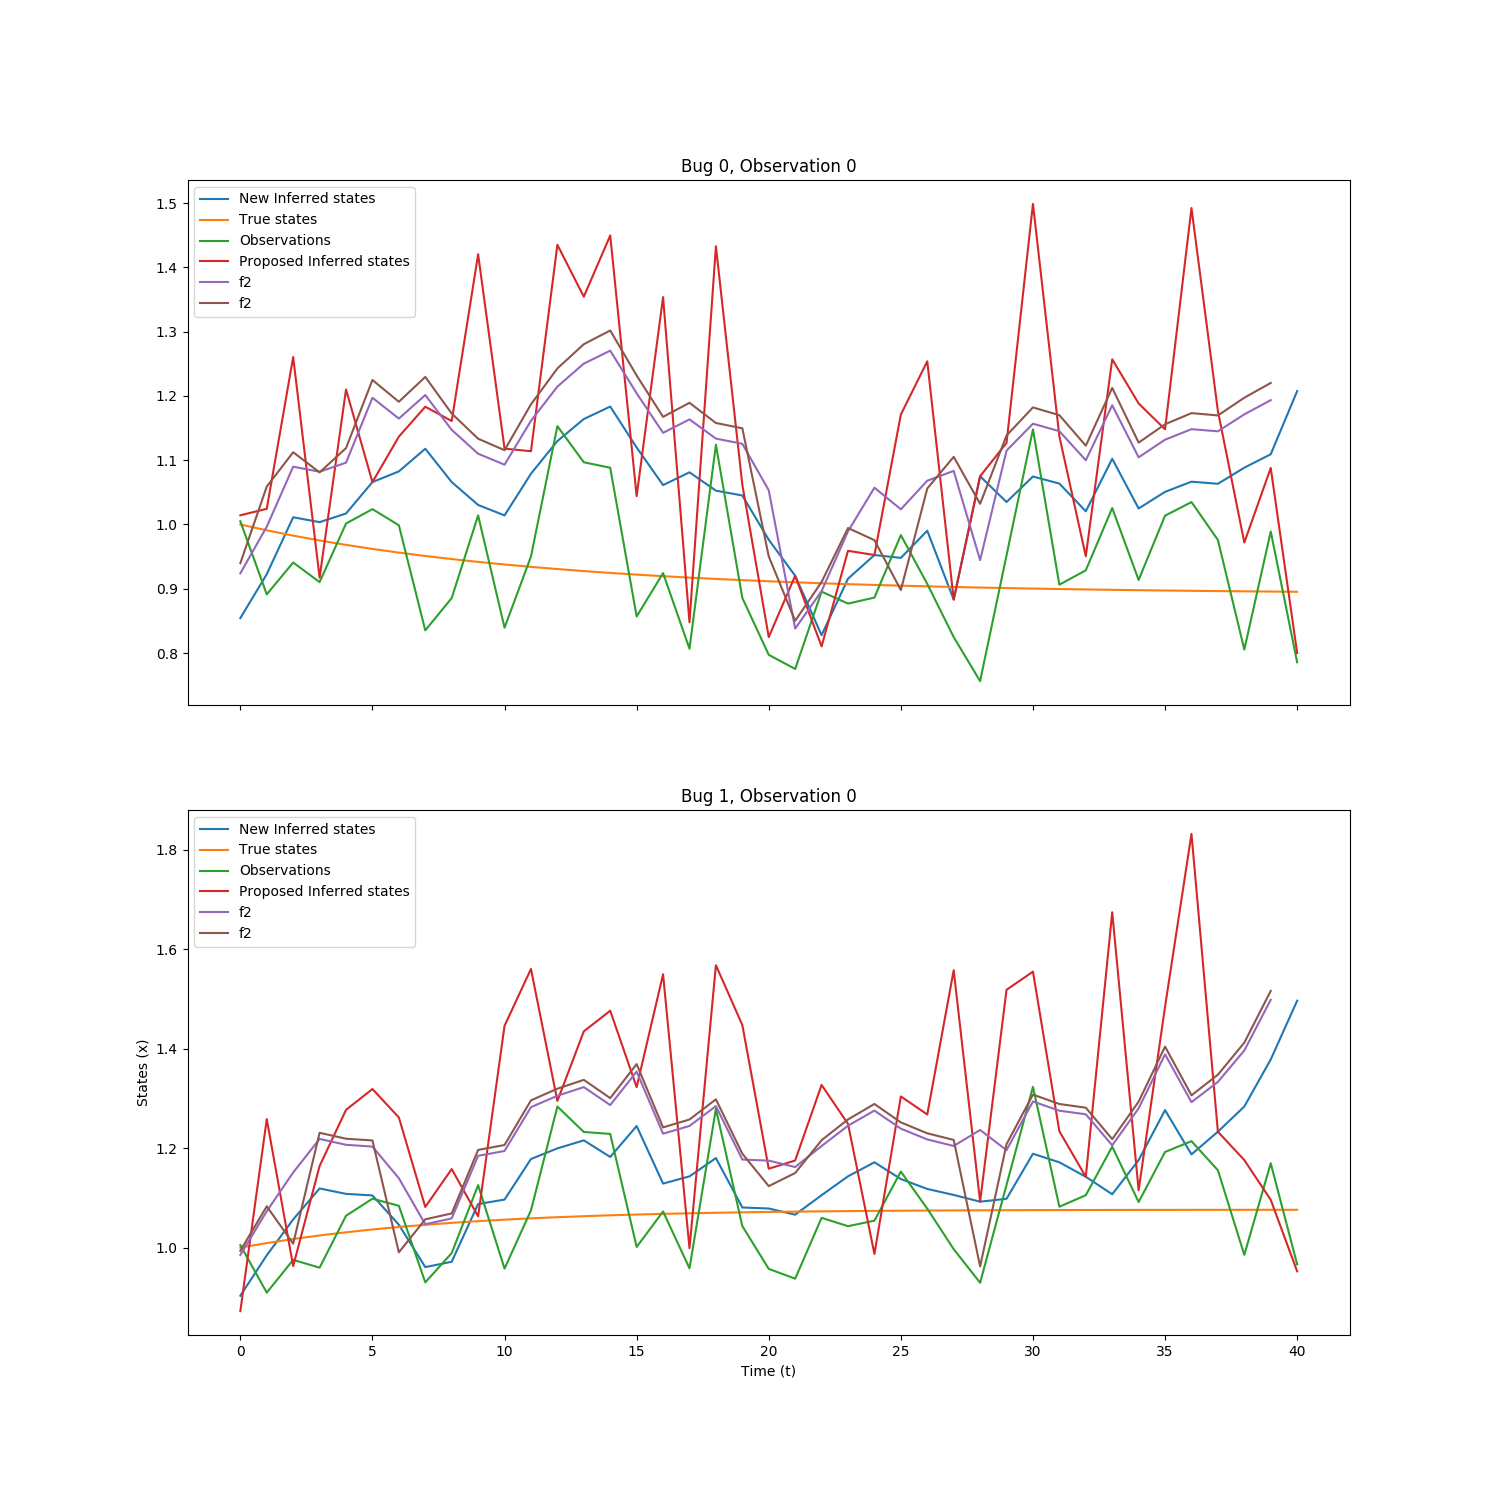 Bug 0, Observation 0
New Inferred states
True states
Observations
Proposed Inferred states
f2
f2
1.5
1.4
1.3
1.2
1.1
1.0
0.9
0.8
Bug 1, Observation 0
New Inferred states
True states
Observations
Proposed Inferred states
f2
f2
1.8
1.6
1.4
1.2
1.0
States (x)
0 5 10 15 20 25 30 35 40
Time (t)